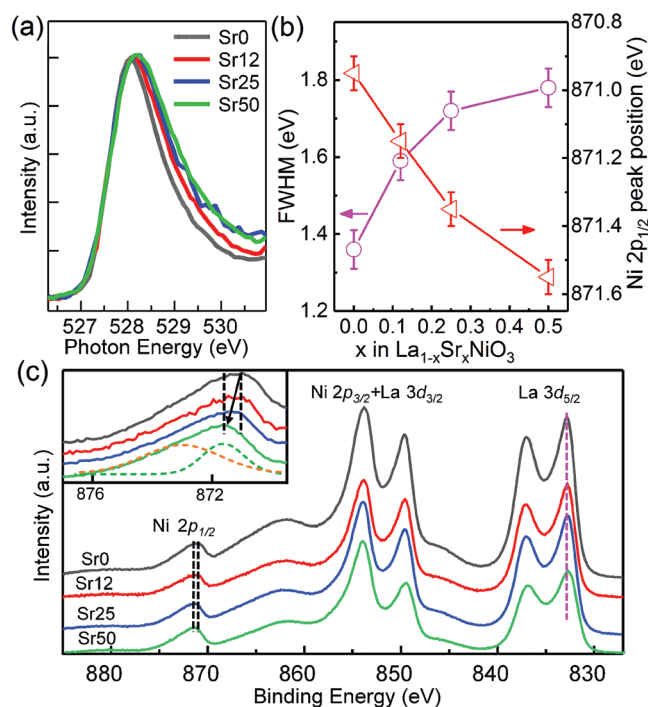 (a)
Sr0
Sr12
Sr25
Sr50
Intensity (a.u.)
527 528 529 530
Photon Energy (eV)
(b)
1.8
1.6
1.4
1.2
FWHM (eV)
870.8
871.0
871.2
871.4
871.6
Ni 2p1/2 peak position (eV)
0.0 0.1 0.2 0.3 0.4 0.5
x in La1-xSrxNiO3
(c)
876 872
Ni 2p3/2+La 3d3/2
La 3d5/2
Ni 2p1/2
Sr0
Sr12
Sr25
Sr50
Intensity (a.u.)
880 870 860 850 840 830
Binding Energy (eV)